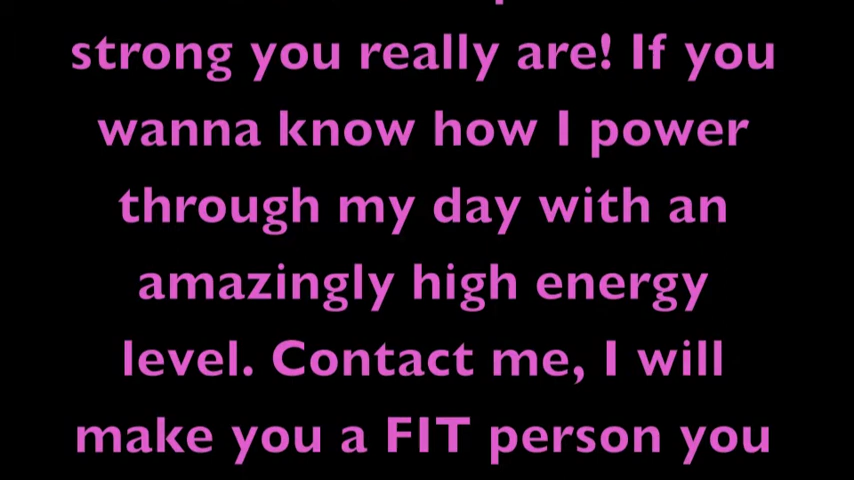 strong you really are! If you
wanna know how I power
through my day with an
amazingly high energy
level. Contact me, I will
make you a FIT person you